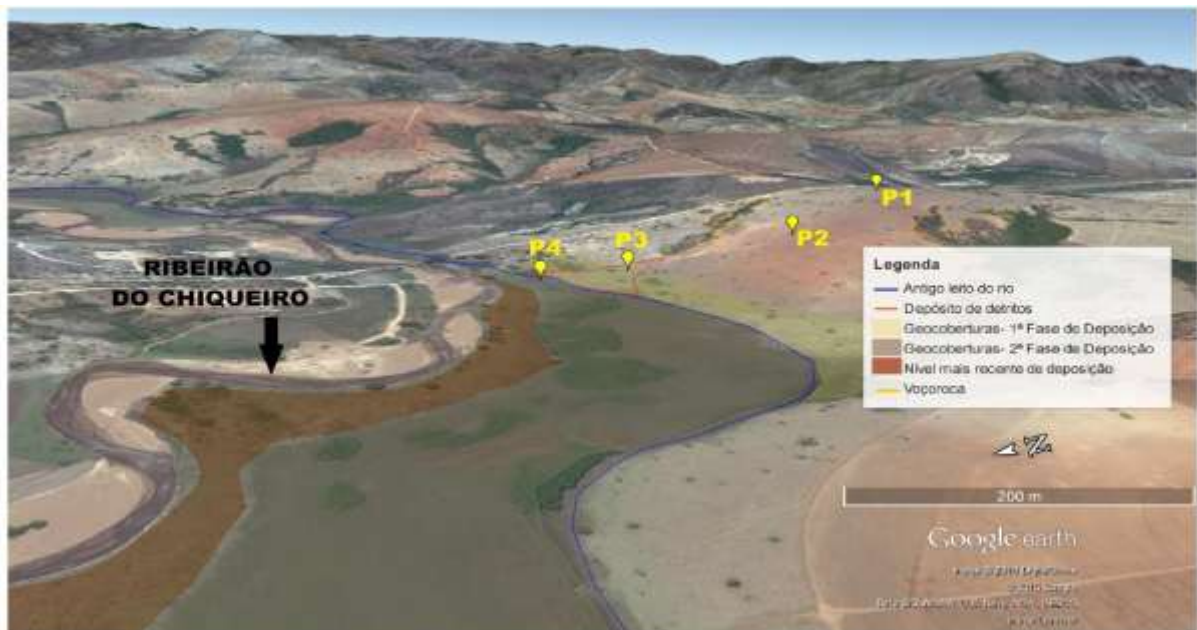 P1
P2
P3
P4
RIBEIRÃO
DO CHIQUEIRO
Legenda
Antigo leito do rio
Depósito de detritos
Geocoberturas- 1ª Fase de Deposição
Geocoberturas- 2ª Fase de Deposição
Nível mais recente de deposição
Voçoroca
N
200 m
Google earth